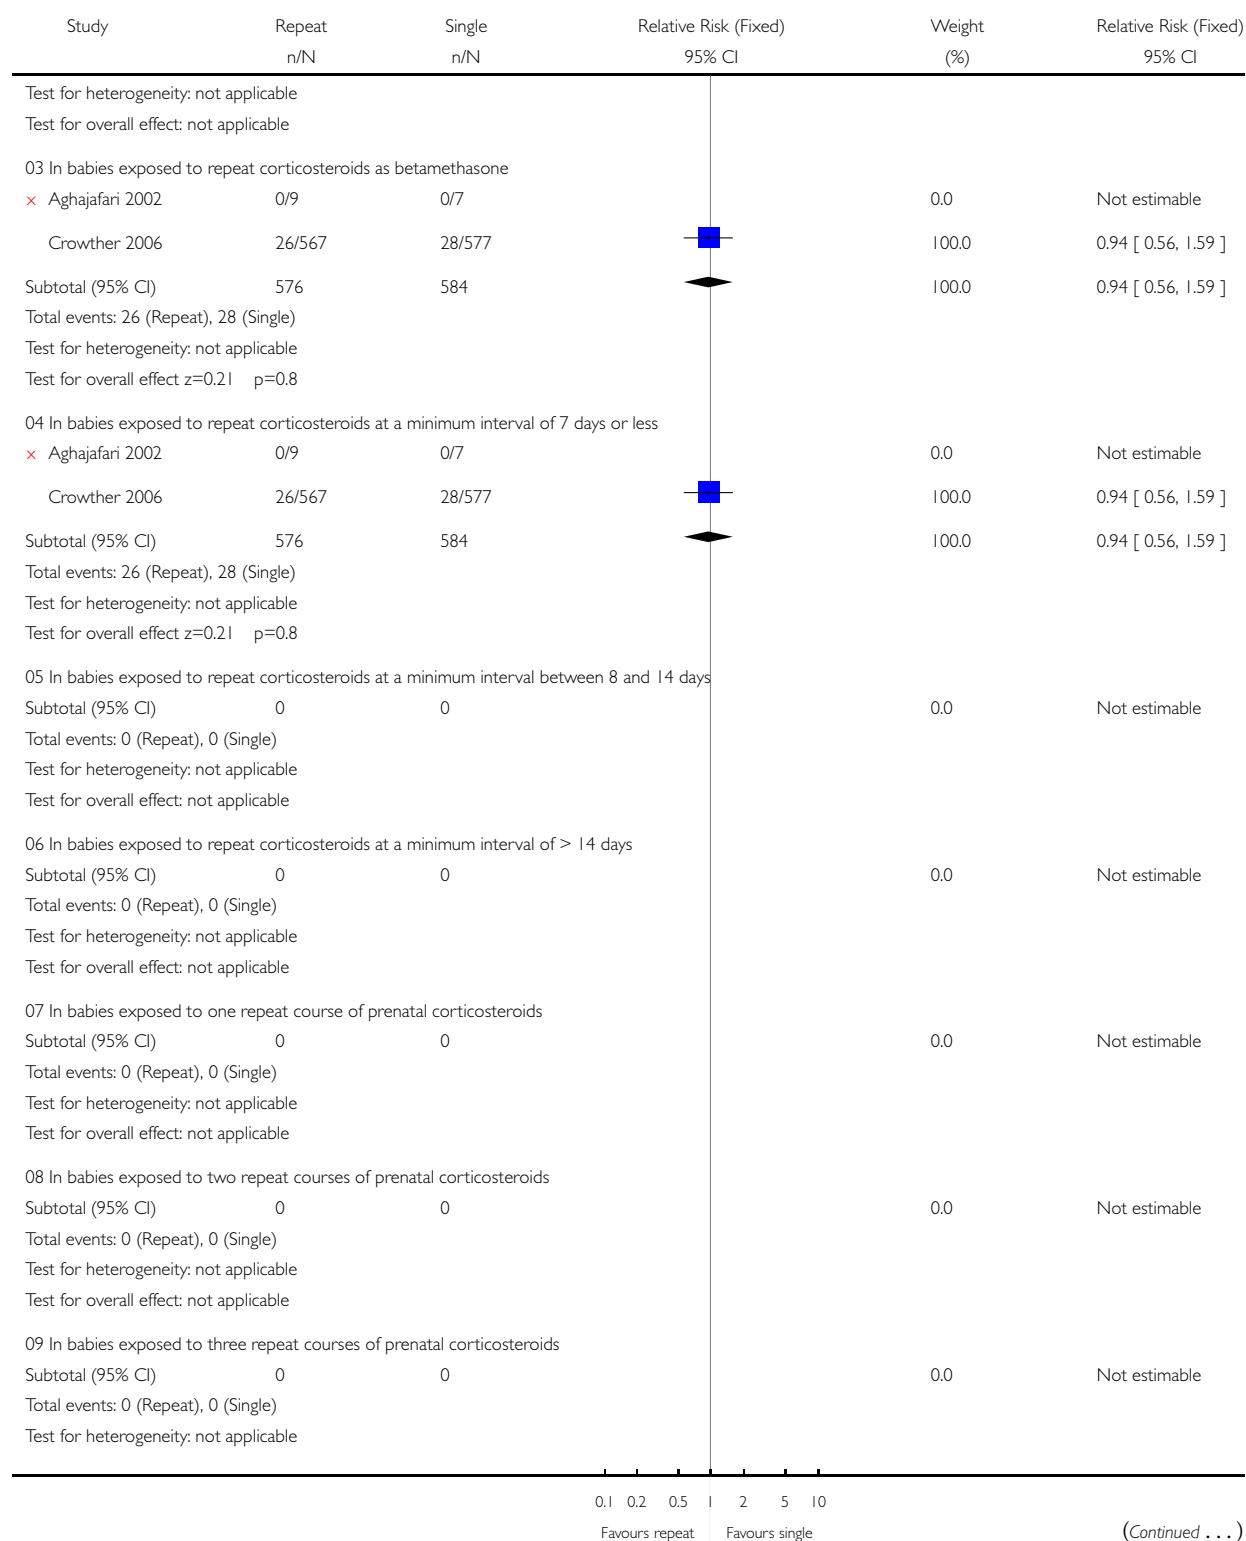 Study Repeat Single Relative Risk (Fixed) Weight Relative Risk (Fixed)
n/N n/N 95% CI (%) 95% CI
Test for heterogeneity: not applicable
Test for overall effect: not applicable
03 In babies exposed to repeat corticosteroids as betamethasone
× Aghajafari 2002 0/9 0/7 0.0 Not estimable
Crowther 2006 26/567 28/577 100.0 0.94 [ 0.56, 1.59 ]
Subtotal (95% CI) 576 584 100.0 0.94 [ 0.56, 1.59 ]
Total events: 26 (Repeat), 28 (Single)
Test for heterogeneity: not applicable
Test for overall effect z=0.21 p=0.8
04 In babies exposed to repeat corticosteroids at a minimum interval of 7 days or less
× Aghajafari 2002 0/9 0/7 0.0 Not estimable
Crowther 2006 26/567 28/577 100.0 0.94 [ 0.56, 1.59 ]
Subtotal (95% CI) 576 584 100.0 0.94 [ 0.56, 1.59 ]
Total events: 26 (Repeat), 28 (Single)
Test for heterogeneity: not applicable
Test for overall effect z=0.21 p=0.8
05 In babies exposed to repeat corticosteroids at a minimum interval between 8 and 14 days
Subtotal (95% CI) 0 0 0.0 Not estimable
Total events: 0 (Repeat), 0 (Single)
Test for heterogeneity: not applicable
Test for overall effect: not applicable
06 In babies exposed to repeat corticosteroids at a minimum interval of > 14 days
Subtotal (95% CI) 0 0 0.0 Not estimable
Total events: 0 (Repeat), 0 (Single)
Test for heterogeneity: not applicable
Test for overall effect: not applicable
07 In babies exposed to one repeat course of prenatal corticosteroids
Subtotal (95% CI) 0 0 0.0 Not estimable
Total events: 0 (Repeat), 0 (Single)
Test for heterogeneity: not applicable
Test for overall effect: not applicable
08 In babies exposed to two repeat courses of prenatal corticosteroids
Subtotal (95% CI) 0 0 0.0 Not estimable
Total events: 0 (Repeat), 0 (Single)
Test for heterogeneity: not applicable
Test for overall effect: not applicable
09 In babies exposed to three repeat courses of prenatal corticosteroids
Subtotal (95% CI) 0 0 0.0 Not estimable
Total events: 0 (Repeat), 0 (Single)
Test for heterogeneity: not applicable
0.1 0.2 0.5 1 2 5 10
Favours repeat Favours single (Continued . . . )